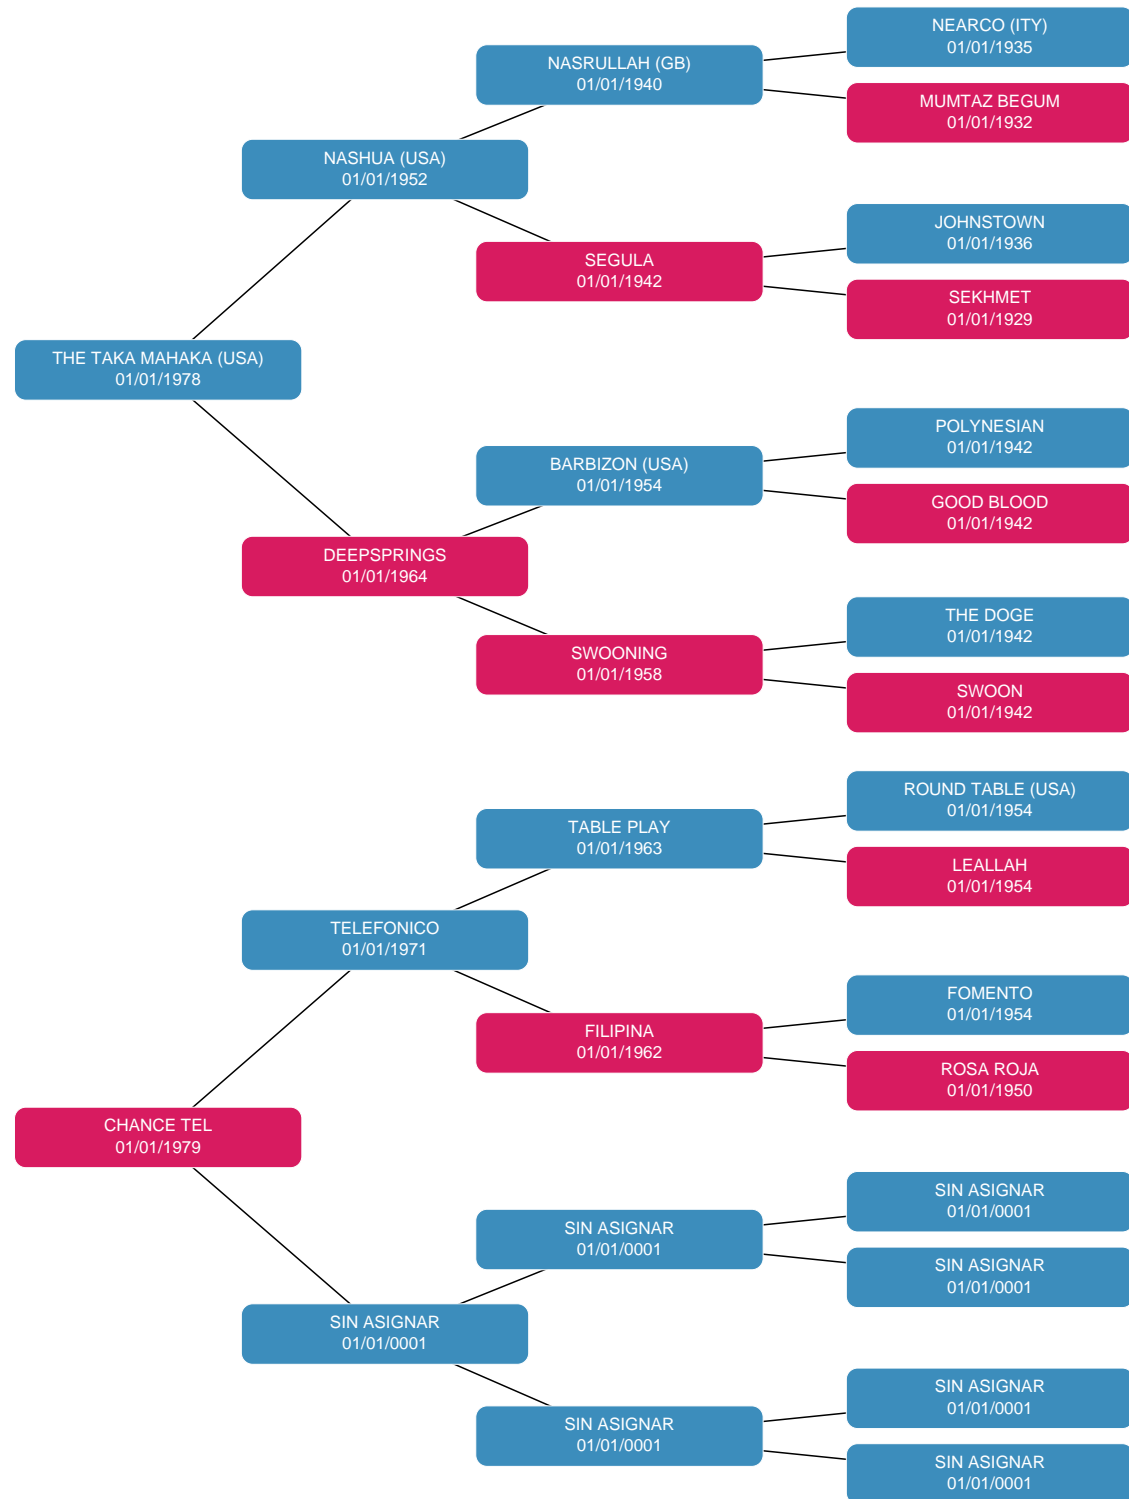 NEARCO (ITY)
01/01/1935
NASRULLAH (GB)
01/01/1940
MUMTAZ BEGUM
01/01/1932
NASHUA (USA)
01/01/1952
JOHNSTOWN
01/01/1936
SEGULA
01/01/1942
SEKHMET
01/01/1929
THE TAKA MAHAKA (USA)
01/01/1978
POLYNESIAN
01/01/1942
BARBIZON (USA)
01/01/1954
GOOD BLOOD
01/01/1942
DEEPSPRINGS
01/01/1964
THE DOGE
01/01/1942
SWOONING
01/01/1958
SWOON
01/01/1942
ROUND TABLE (USA)
01/01/1954
TABLE PLAY
01/01/1963
LEALLAH
01/01/1954
TELEFONICO
01/01/1971
FOMENTO
01/01/1954
FILIPINA
01/01/1962
ROSA ROJA
01/01/1950
CHANCE TEL
01/01/1979
SIN ASIGNAR
01/01/0001
SIN ASIGNAR
01/01/0001
SIN ASIGNAR
01/01/0001
SIN ASIGNAR
01/01/0001
SIN ASIGNAR
01/01/0001
SIN ASIGNAR
01/01/0001
SIN ASIGNAR
01/01/0001